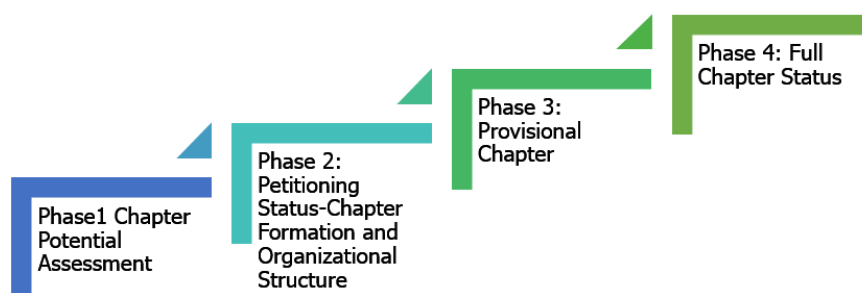 Phase1 Chapter
Potential
Assessment
Phase 2:
Petitioning
Status-Chapter
Formation and
Organizational
Structure
Phase 3:
Provisional
Chapter
Phase 4: Full
Chapter Status